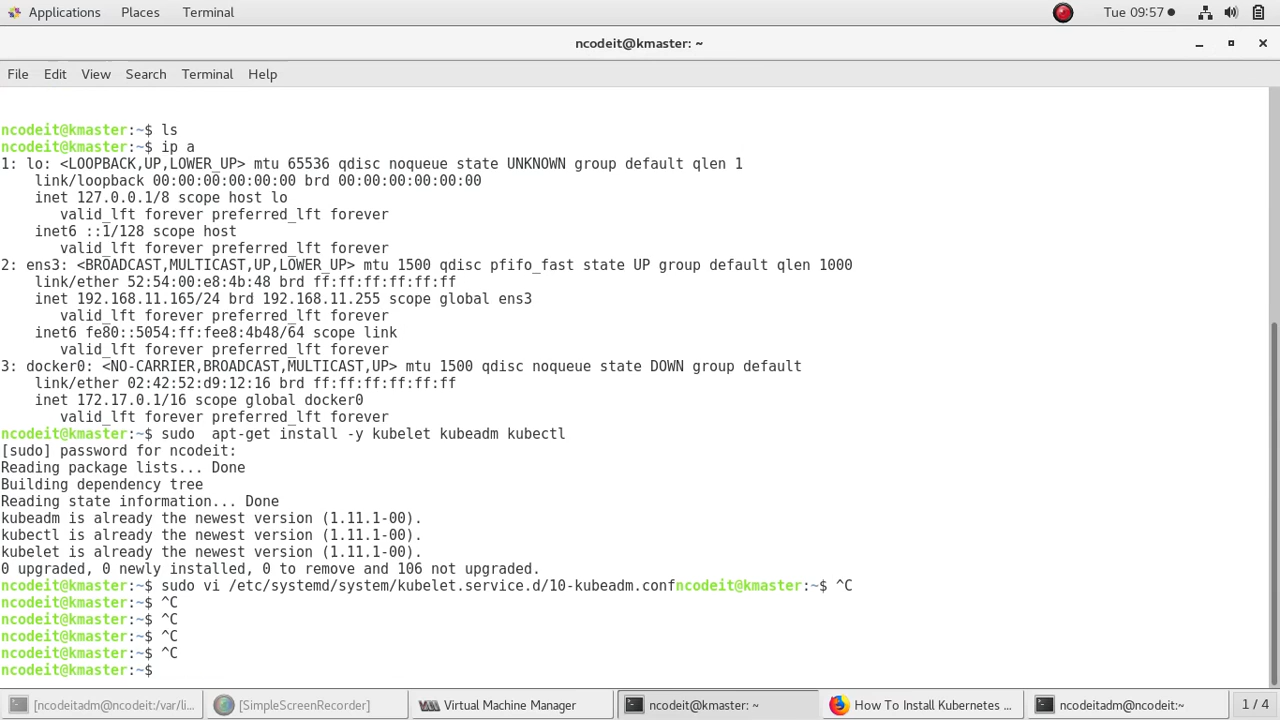 Applications Places Terminal Tue 09:57
ncodeit@kmaster: ~
File Edit View Search Terminal Help
ncodeit@kmaster:~$ ls
ncodeit@kmaster:~$ ip a
1: lo: <LOOPBACK,UP,LOWER_UP> mtu 65536 qdisc noqueue state UNKNOWN group default qlen 1
    link/loopback 00:00:00:00:00:00 brd 00:00:00:00:00:00
    inet 127.0.0.1/8 scope host lo
       valid_lft forever preferred_lft forever
    inet6 ::1/128 scope host
       valid_lft forever preferred_lft forever
2: ens3: <BROADCAST,MULTICAST,UP,LOWER_UP> mtu 1500 qdisc pfifo_fast state UP group default qlen 1000
    link/ether 52:54:00:e8:4b:48 brd ff:ff:ff:ff:ff:ff
    inet 192.168.11.165/24 brd 192.168.11.255 scope global ens3
       valid_lft forever preferred_lft forever
    inet6 fe80::5054:ff:fee8:4b48/64 scope link
       valid_lft forever preferred_lft forever
3: docker0: <NO-CARRIER,BROADCAST,MULTICAST,UP> mtu 1500 qdisc noqueue state DOWN group default
    link/ether 02:42:52:d9:12:16 brd ff:ff:ff:ff:ff:ff
    inet 172.17.0.1/16 scope global docker0
       valid_lft forever preferred_lft forever
ncodeit@kmaster:~$ sudo  apt-get install -y kubelet kubeadm kubectl
[sudo] password for ncodeit:
Reading package lists... Done
Building dependency tree
Reading state information... Done
kubeadm is already the newest version (1.11.1-00).
kubectl is already the newest version (1.11.1-00).
kubelet is already the newest version (1.11.1-00).
0 upgraded, 0 newly installed, 0 to remove and 106 not upgraded.
ncodeit@kmaster:~$ sudo vi /etc/systemd/system/kubelet.service.d/10-kubeadm.confncodeit@kmaster:~$ ^C
ncodeit@kmaster:~$ ^C
ncodeit@kmaster:~$ ^C
ncodeit@kmaster:~$ ^C
ncodeit@kmaster:~$ ^C
ncodeit@kmaster:~$
[ncodeitadm@ncodeit:/var/li... [SimpleScreenRecorder] Virtual Machine Manager ncodeit@kmaster: ~ How To Install Kubernetes ... ncodeitadm@ncodeit:~ 1 / 4